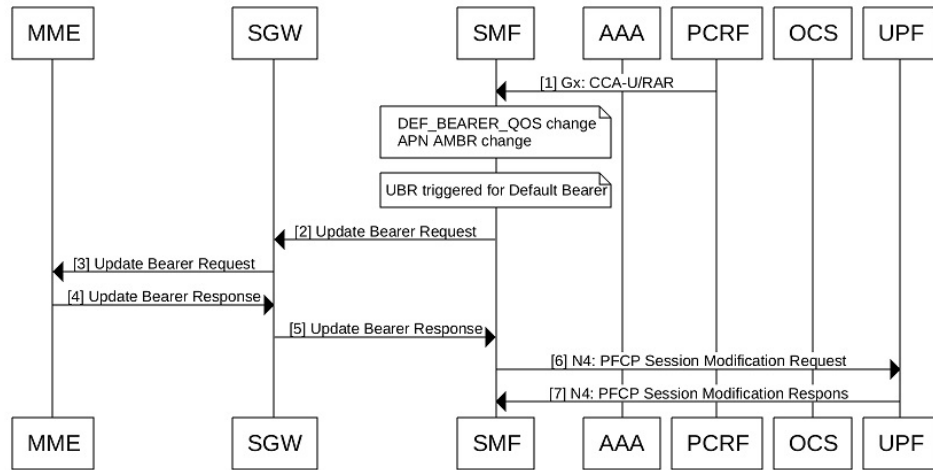 MME SGW SMF AAA PCRF OCS UPF
[1] Gx: CCA-U/RAR
DEF_BEARER_QOS change
APN AMBR change
UBR triggered for Default Bearer
[2] Update Bearer Request
[3] Update Bearer Request
[4] Update Bearer Response
[5] Update Bearer Response
[6] N4: PFCP Session Modification Request
[7] N4: PFCP Session Modification Respons
MME SGW SMF AAA PCRF OCS UPF